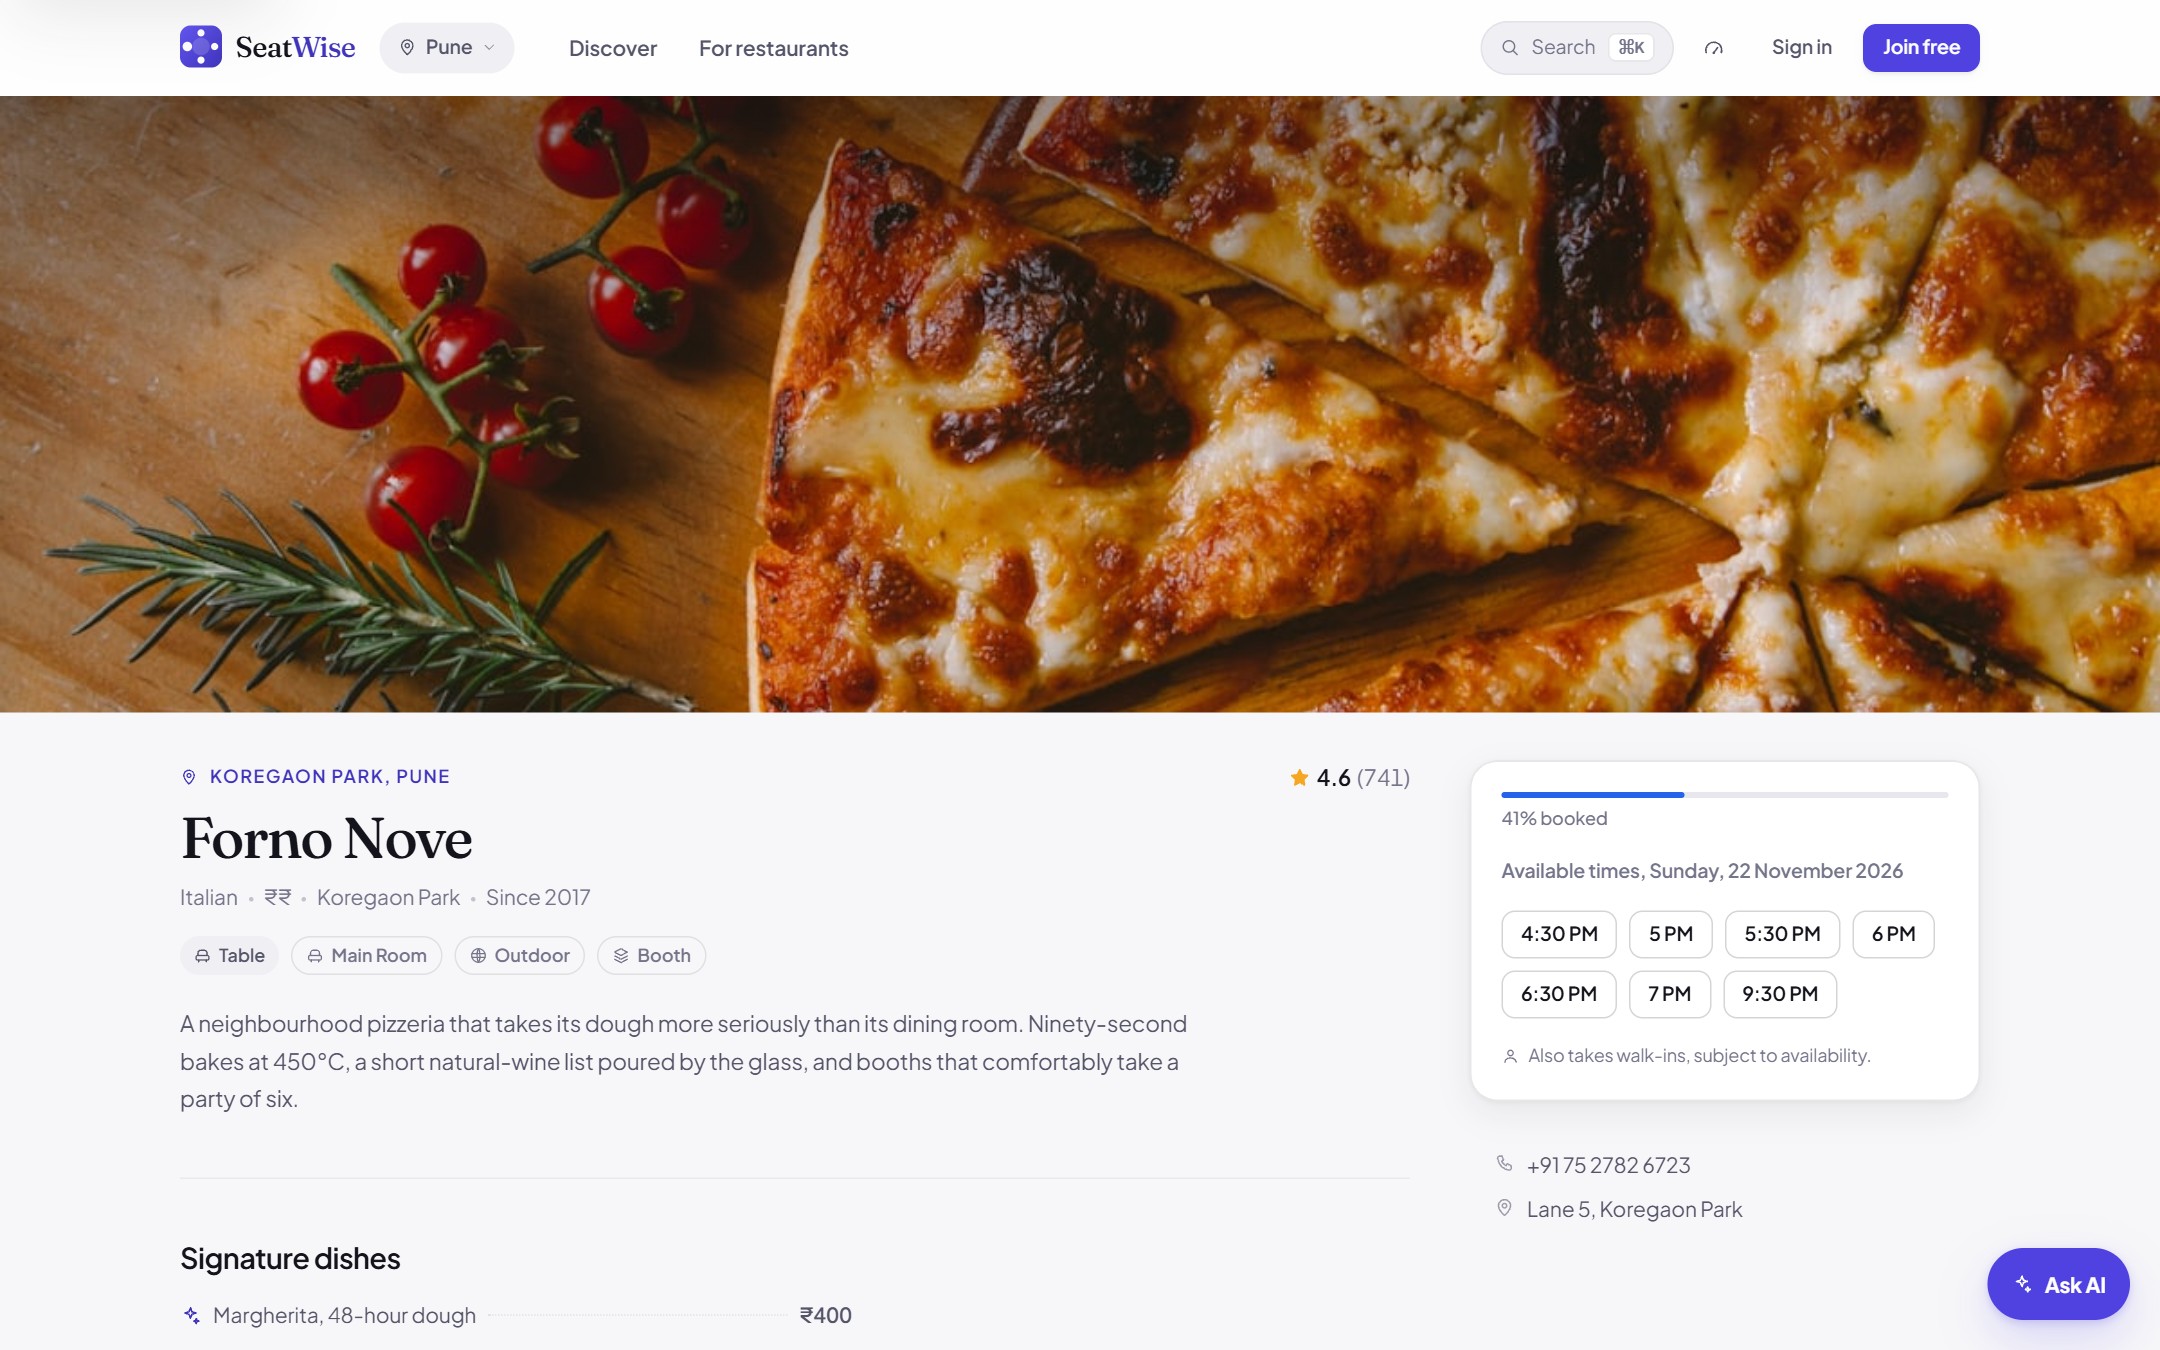 SeatWise
Pune
Discover
For restaurants
Search ⌘K
Sign in
Join free
KOREGAON PARK, PUNE
4.6 (741)
Forno Nove
Italian • ₹₹ • Koregaon Park • Since 2017
Table
Main Room
Outdoor
Booth
A neighbourhood pizzeria that takes its dough more seriously than its dining room. Ninety-second
bakes at 450°C, a short natural-wine list poured by the glass, and booths that comfortably take a
party of six.
41% booked
Available times, Sunday, 22 November 2026
4:30 PM
5 PM
5:30 PM
6 PM
6:30 PM
7 PM
9:30 PM
Also takes walk-ins, subject to availability.
+91 75 2782 6723
Lane 5, Koregaon Park
Signature dishes
Margherita, 48-hour dough ₹400
Ask AI